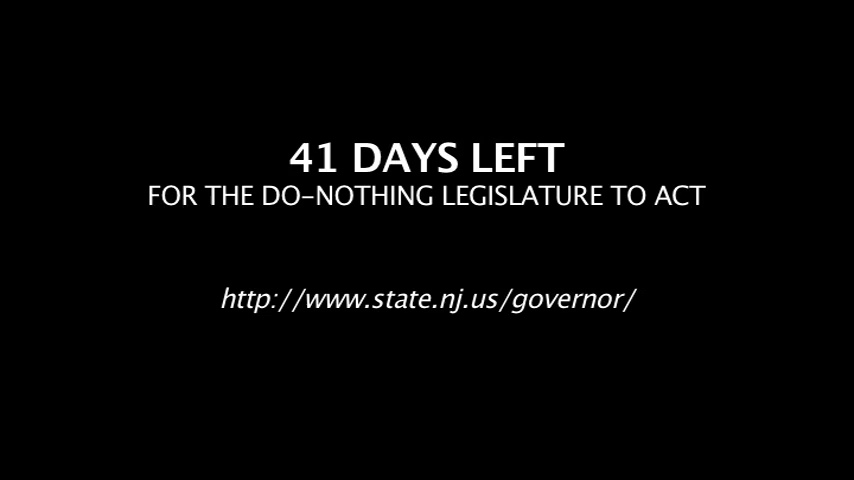 41 DAYS LEFT
FOR THE DO-NOTHING LEGISLATURE TO ACT
http://www.state.nj.us/governor/